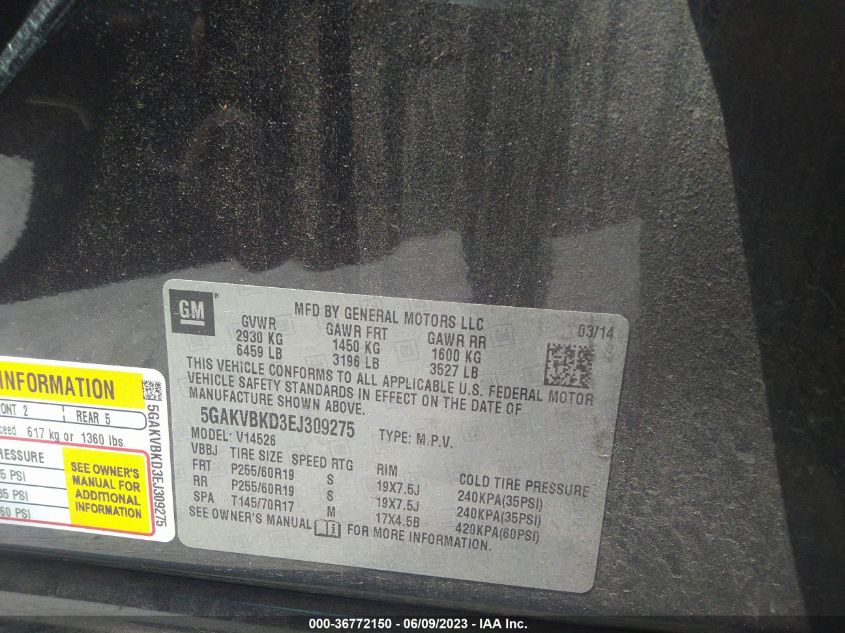 GM
MFD BY GENERAL MOTORS LLC
03/14
GVWR GAWR FRT GAWR RR
2930 KG 1450 KG 1600 KG
6459 LB 3196 LB 3527 LB
THIS VEHICLE CONFORMS TO ALL APPLICABLE U.S. FEDERAL MOTOR
VEHICLE SAFETY STANDARDS IN EFFECT ON THE DATE OF
MANUFACTURE SHOWN ABOVE.
5GAKVBKD3EJ309275 TYPE: M.P.V.
MODEL: V14526
VBBJ TIRE SIZE SPEED RTG RIM COLD TIRE PRESSURE
FRT P255/60R19 S 19X7.5J 240KPA(35PSI)
RR P255/60R19 S 19X7.5J 240KPA(35PSI)
SPA T145/70R17 M 17X4.5B 420KPA(60PSI)
SEE OWNER'S MANUAL FOR MORE INFORMATION
INFORMATION
ONT 2 REAR 5
ceed 617 kg or 1360 lbs.
RESSURE
5 PSI
35 PSI
60 PSI
SEE OWNER'S
MANUAL FOR
ADDITIONAL
INFORMATION
5GAKVBKD3EJ309275
000-36772150 - 06/09/2023 - IAA Inc.